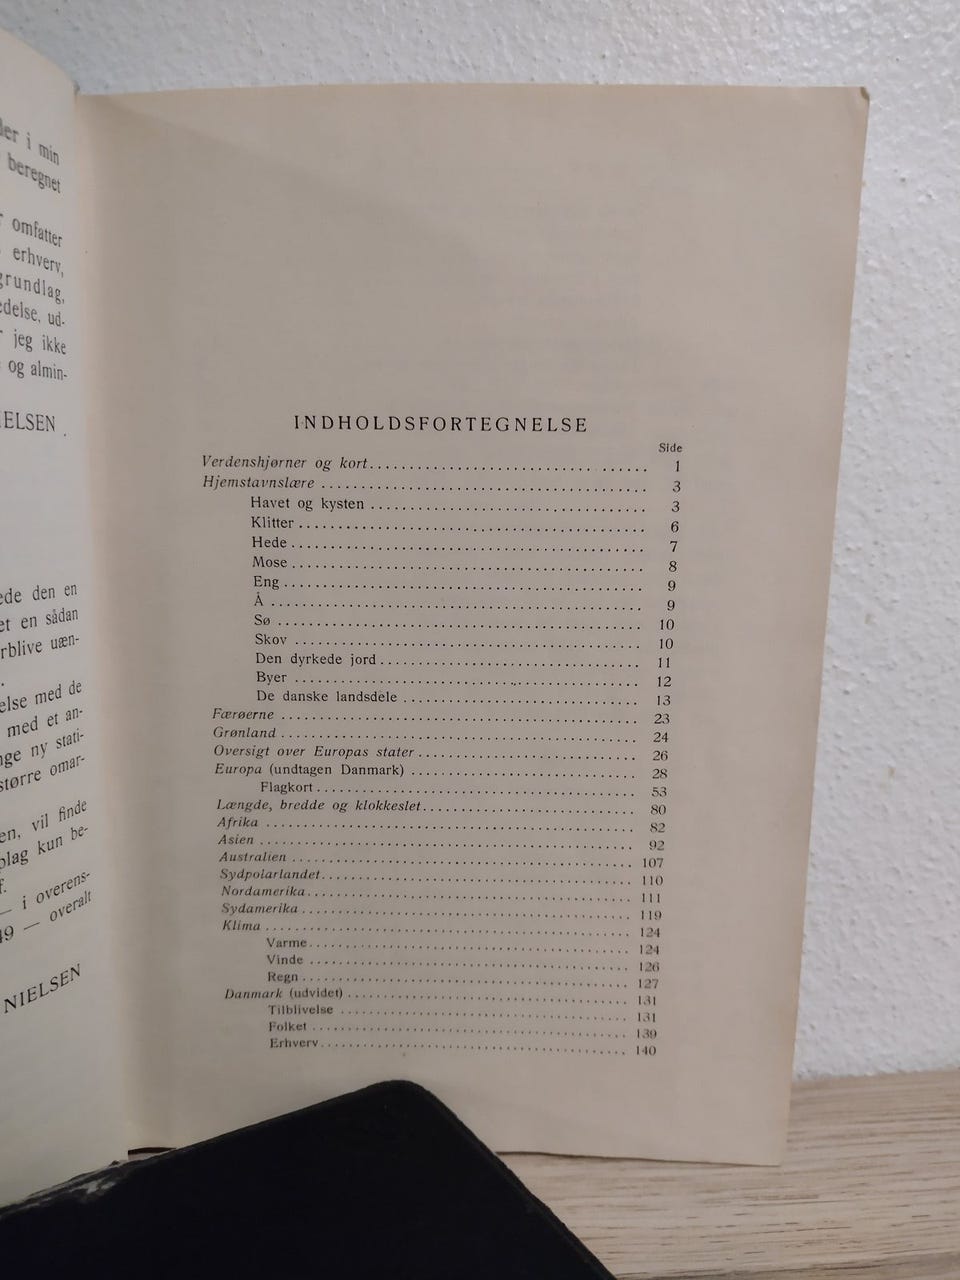 ler i min
beregnet
omfatter
erhverv,
grundlag,
edelse, ud-
jeg ikke
og almin-
IELSEN
ede den en
et en sådan
rblive uæn-
else med de
med et an-
nge ny stati-
større omar-
en, vil finde
plag kun be-
f.
— i overens-
49 — overalt
NIELSEN
INDHOLDSFORTEGNELSE
Side
Verdenshjørner og kort 1
Hjemstavnslære 3
Havet og kysten 3
Klitter 6
Hede 7
Mose 8
Eng 9
Å 9
Sø 10
Skov 10
Den dyrkede jord 11
Byer 12
De danske landsdele 13
Færøerne 23
Grønland 24
Oversigt over Europas stater 26
Europa (undtagen Danmark) 28
Flagkort 53
Længde, bredde og klokkeslet 80
Afrika 82
Asien 92
Australien 107
Sydpolarlandet 110
Nordamerika 111
Sydamerika 119
Klima 124
Varme 124
Vinde 126
Regn 127
Danmark (udvidet) 131
Tilblivelse 131
Folket 139
Erhverv 140